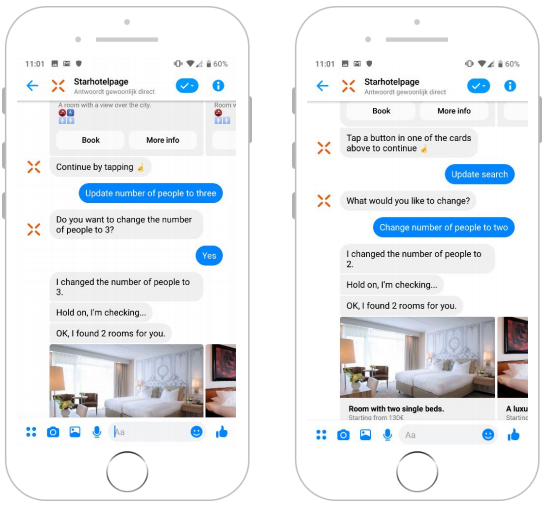 11:01
60%
Starhotelpage
Antwoordt gewoonlijk direct
A room with a view over the city.
Room
Book
More info
Continue by tapping 👆
Update number of people to three
Do you want to change the number
of people to 3?
Yes
I changed the number of people to
3.
Hold on, I'm checking...
OK, I found 2 rooms for you.
Aa
11:01
60%
Starhotelpage
Antwoordt gewoonlijk direct
Book
More info
Tap a button in one of the cards
above to continue 👆
Update search
What would you like to change?
Change number of people to two
I changed the number of people to
2.
Hold on, I'm checking...
OK, I found 2 rooms for you.
Room with two single beds.
Starting from 130€
A luxu
Starting
Aa